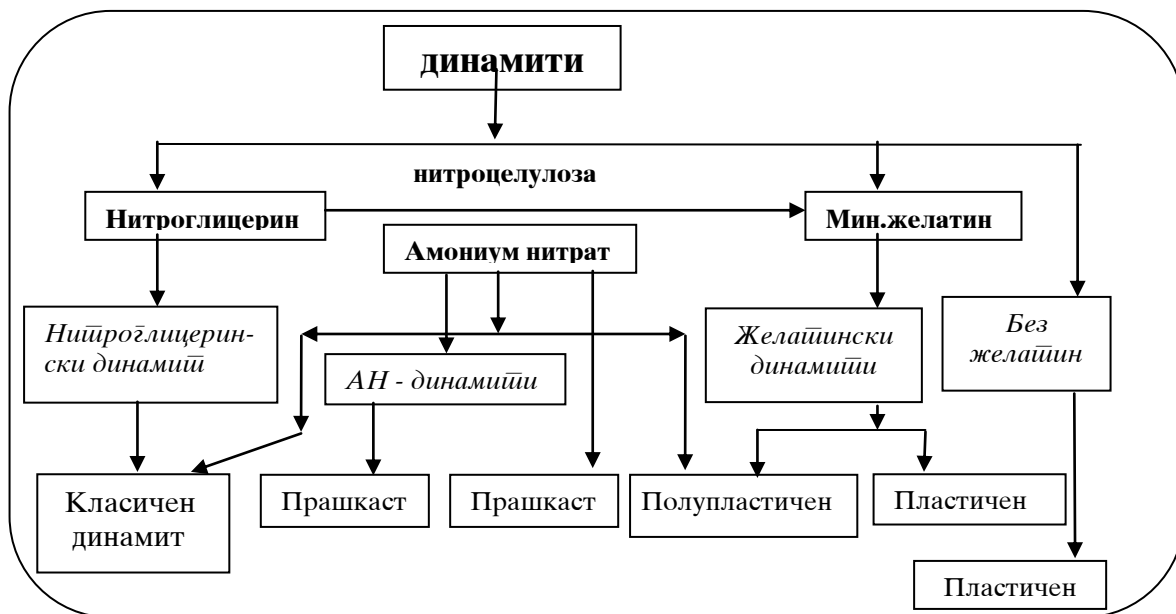 динамити
нитроцелулоза
Нитроглицерин
Мин.желатин
Амониум нитрат
Нитроглицерин-
ски динамит
АН - динамити
Желатински
динамити
Без
желатин
Класичен
динамит
Прашкаст
Прашкаст
Полупластичен
Пластичен
Пластичен